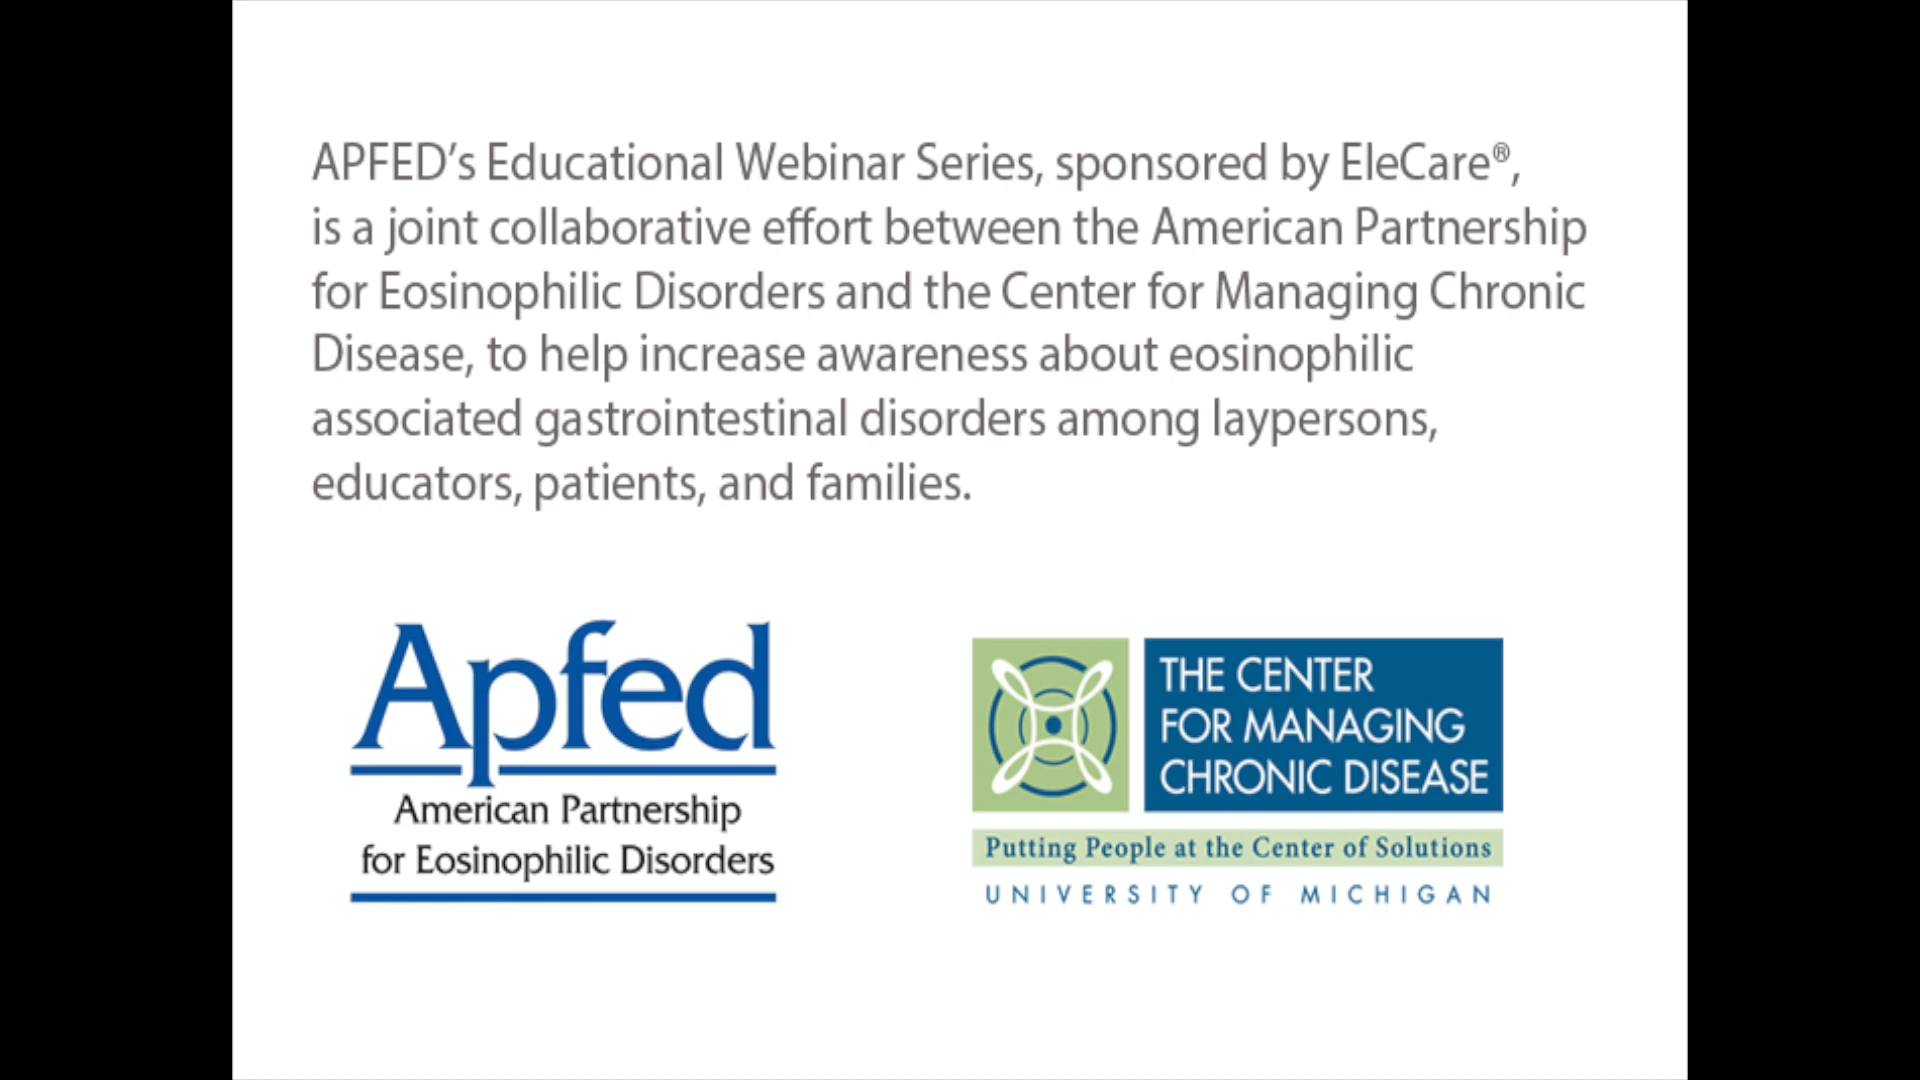 APFED’s Educational Webinar Series, sponsored by EleCare®,
is a joint collaborative effort between the American Partnership
for Eosinophilic Disorders and the Center for Managing Chronic
Disease, to help increase awareness about eosinophilic
associated gastrointestinal disorders among laypersons,
educators, patients, and families.
Apfed
American Partnership
for Eosinophilic Disorders
THE CENTER
FOR MANAGING
CHRONIC DISEASE
Putting People at the Center of Solutions
UNIVERSITY OF MICHIGAN